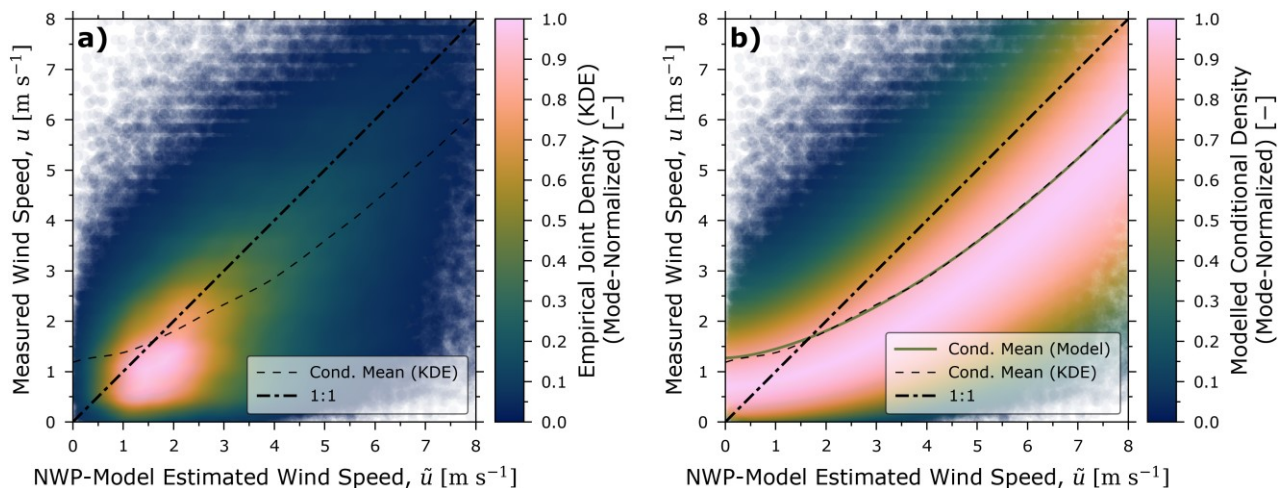 a)
Measured Wind Speed, u [m s⁻¹]
8
7
6
5
4
3
2
1
0
0 1 2 3 4 5 6 7 8
NWP-Model Estimated Wind Speed, ũ [m s⁻¹]
Cond. Mean (KDE)
1:1
1.0
0.9
0.8
0.7
0.6
0.5
0.4
0.3
0.2
0.1
0.0
Empirical Joint Density (KDE)
(Mode-Normalized) [−]
b)
Measured Wind Speed, u [m s⁻¹]
8
7
6
5
4
3
2
1
0
0 1 2 3 4 5 6 7 8
NWP-Model Estimated Wind Speed, ũ [m s⁻¹]
Cond. Mean (Model)
Cond. Mean (KDE)
1:1
1.0
0.9
0.8
0.7
0.6
0.5
0.4
0.3
0.2
0.1
0.0
Modelled Conditional Density
(Mode-Normalized) [−]